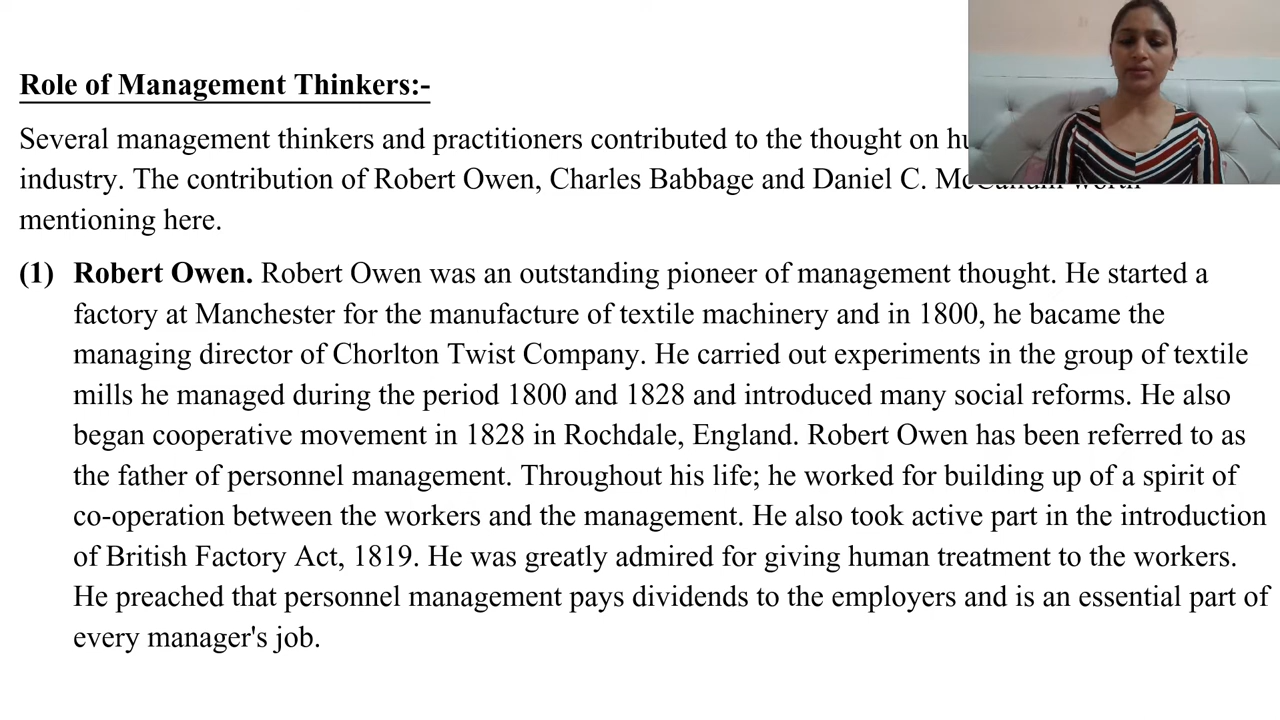 Role of Management Thinkers:-
Several management thinkers and practitioners contributed to the thought on
industry. The contribution of Robert Owen, Charles Babbage and Daniel C. McCallum worth
mentioning here.
(1) Robert Owen. Robert Owen was an outstanding pioneer of management thought. He started a
factory at Manchester for the manufacture of textile machinery and in 1800, he bacame the
managing director of Chorlton Twist Company. He carried out experiments in the group of textile
mills he managed during the period 1800 and 1828 and introduced many social reforms. He also
began cooperative movement in 1828 in Rochdale, England. Robert Owen has been referred to as
the father of personnel management. Throughout his life; he worked for building up of a spirit of
co-operation between the workers and the management. He also took active part in the introduction
of British Factory Act, 1819. He was greatly admired for giving human treatment to the workers.
He preached that personnel management pays dividends to the employers and is an essential part of
every manager's job.